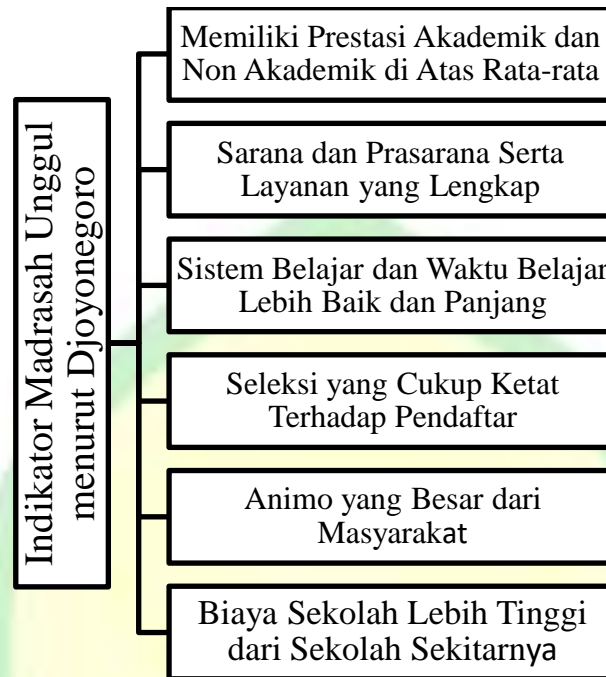 Indikator Madrasah Unggul
menurut Djoyonegoro
Memiliki Prestasi Akademik dan
Non Akademik di Atas Rata-rata
Sarana dan Prasarana Serta
Layanan yang Lengkap
Sistem Belajar dan Waktu Belajar
Lebih Baik dan Panjang
Seleksi yang Cukup Ketat
Terhadap Pendaftar
Animo yang Besar dari
Masyarakat
Biaya Sekolah Lebih Tinggi
dari Sekolah Sekitarnya